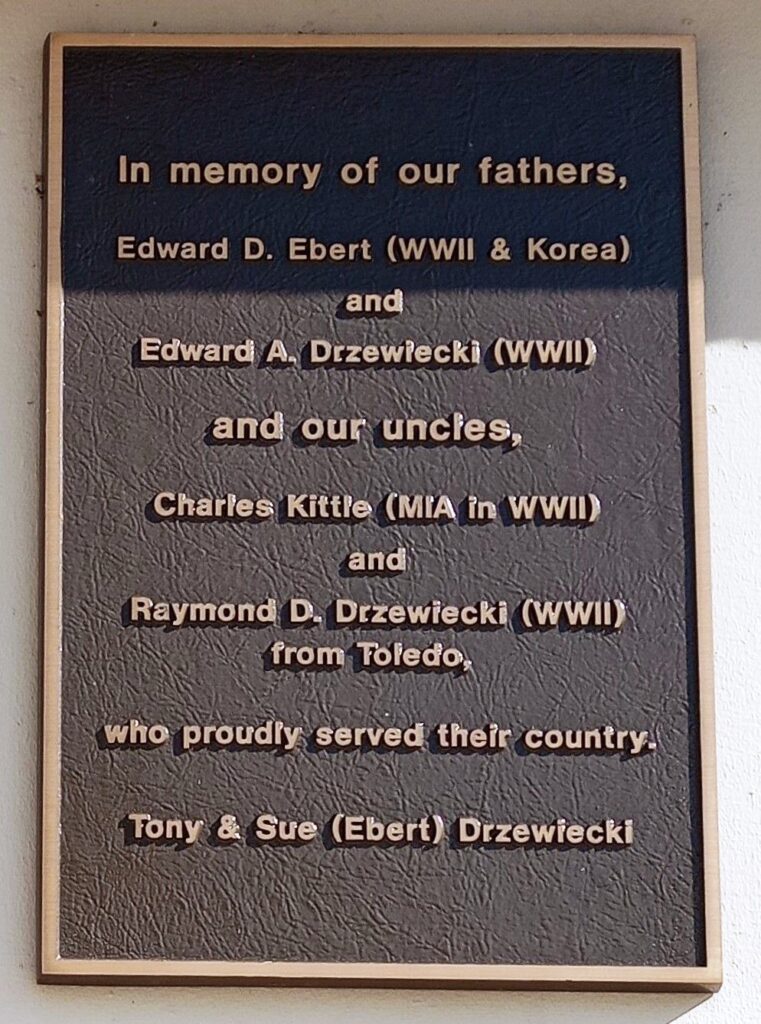 In memory of our fathers,
Edward D. Ebert (WWII & Korea)
and
Edward A. Drzewiecki (WWII)
and our uncles,
Charles Kittle (MIA in WWII)
and
Raymond D. Drzewiecki (WWII)
from Toledo,
who proudly served their country.
Tony & Sue (Ebert) Drzewiecki